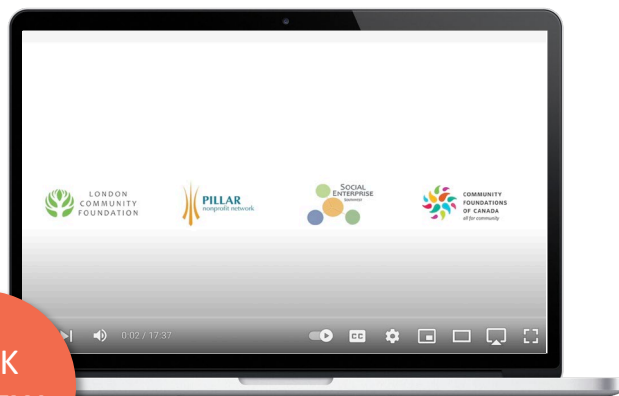 LONDON
COMMUNITY
FOUNDATION
PILLAR
nonprofit network
SOCIAL
ENTERPRISE
COMMUNITY
FOUNDATIONS
OF CANADA
all for community
0:02 / 17:37
CC
K